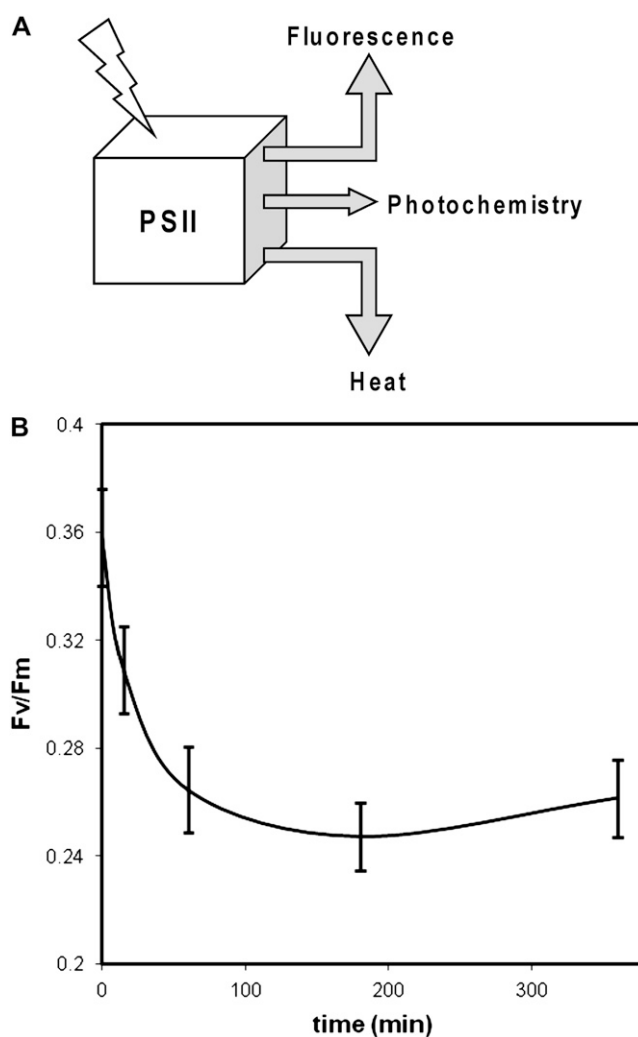 A
Fluorescence
PSII
Photochemistry
Heat
B
0.4
0.36
0.32
0.28
0.24
0.2
Fv/Fm
0 100 200 300
time (min)